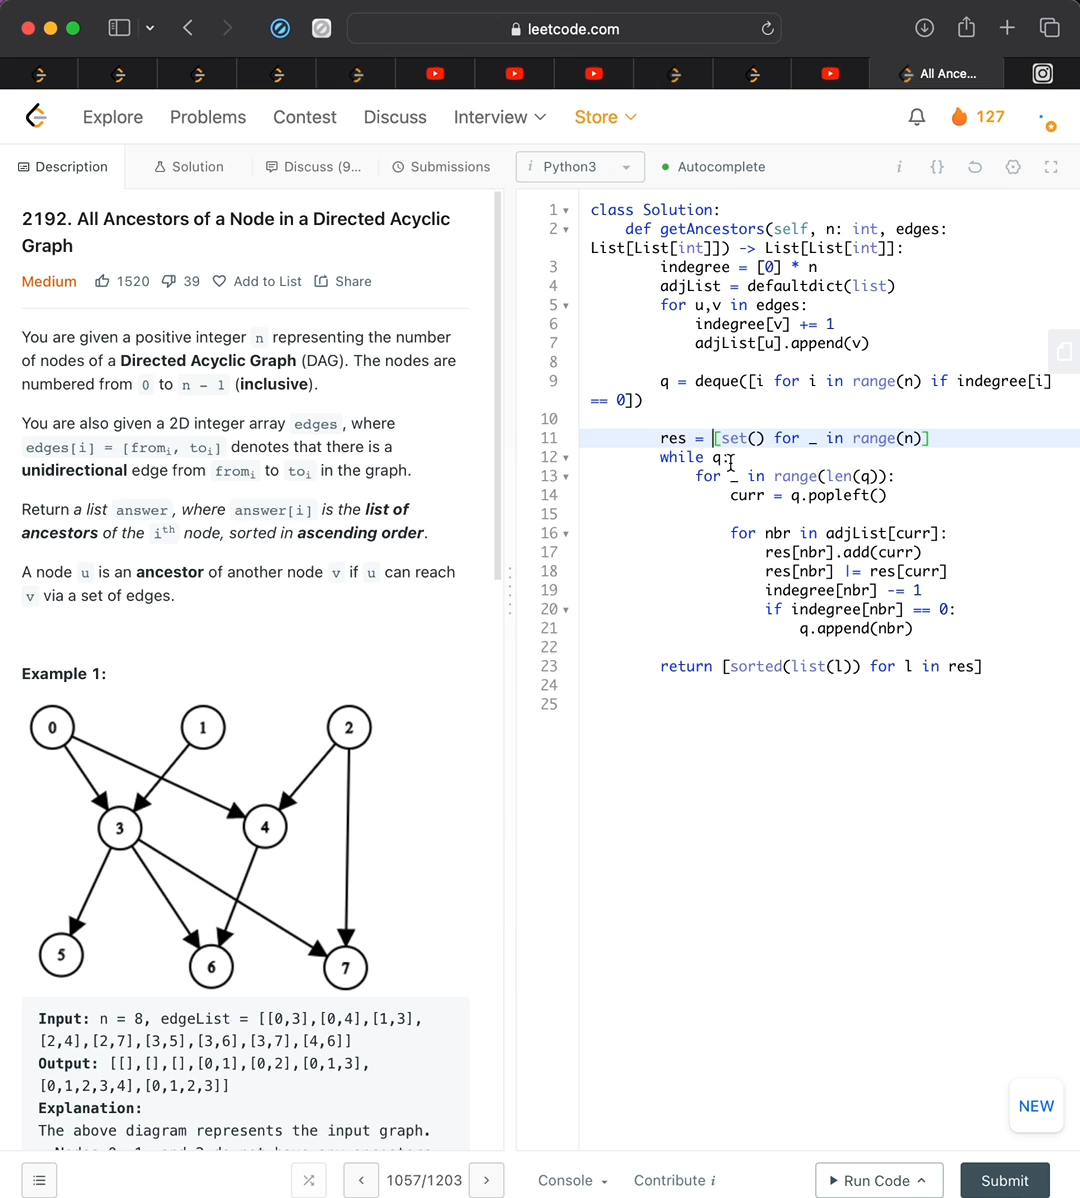 leetcode.com
All Ance...
Explore Problems Contest Discuss Interview Store 127
Description Solution Discuss (9... Submissions
i Python3 Autocomplete i {}
2192. All Ancestors of a Node in a Directed Acyclic
Graph
Medium 1520 39 Add to List Share
You are given a positive integer n representing the number
of nodes of a Directed Acyclic Graph (DAG). The nodes are
numbered from 0 to n - 1 (inclusive).
You are also given a 2D integer array edges , where
edges[i] = [fromi, toi] denotes that there is a
unidirectional edge from fromi to toi in the graph.
Return a list answer , where answer[i] is the list of
ancestors of the ith node, sorted in ascending order.
A node u is an ancestor of another node v if u can reach
v via a set of edges.
Example 1:
0 1 2
3 4
5 6 7
Input: n = 8, edgeList = [[0,3],[0,4],[1,3],
[2,4],[2,7],[3,5],[3,6],[3,7],[4,6]]
Output: [[],[],[],[0,1],[0,2],[0,1,3],
[0,1,2,3,4],[0,1,2,3]]
Explanation:
The above diagram represents the input graph.
1 class Solution:
2 def getAncestors(self, n: int, edges:
List[List[int]]) -> List[List[int]]:
3 indegree = [0] * n
4 adjList = defaultdict(list)
5 for u,v in edges:
6 indegree[v] += 1
7 adjList[u].append(v)
8
9 q = deque([i for i in range(n) if indegree[i]
== 0])
10
11 res = [set() for _ in range(n)]
12 while q:
13 for _ in range(len(q)):
14 curr = q.popleft()
15
16 for nbr in adjList[curr]:
17 res[nbr].add(curr)
18 res[nbr] |= res[curr]
19 indegree[nbr] -= 1
20 if indegree[nbr] == 0:
21 q.append(nbr)
22
23 return [sorted(list(l)) for l in res]
24
25
NEW
1057/1203
Console Contribute i
Run Code Submit